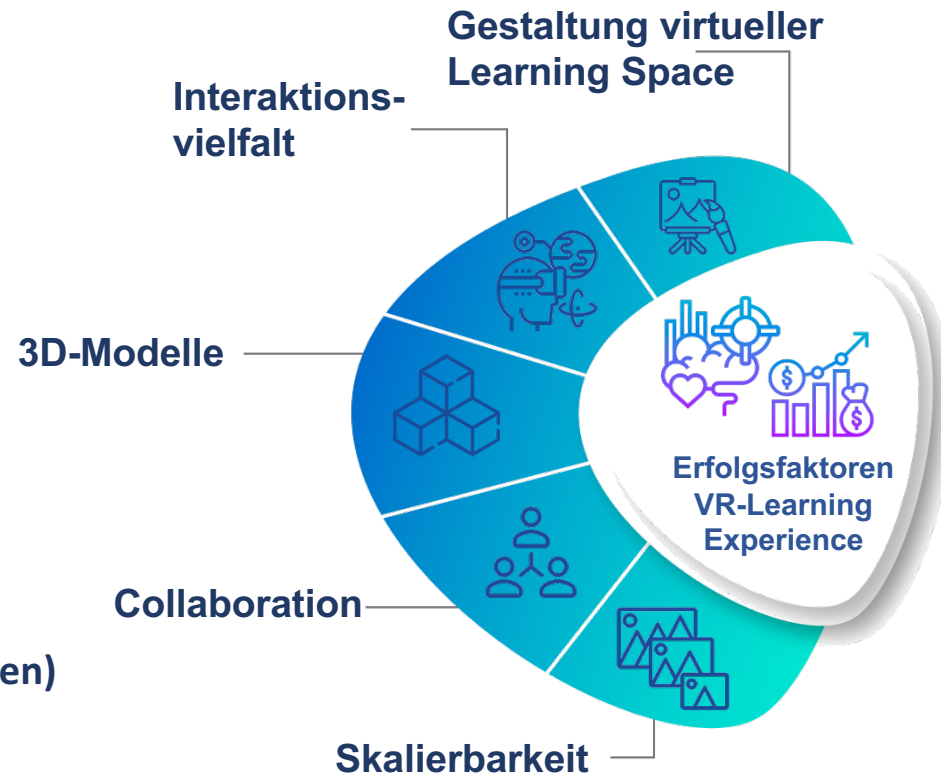 Gestaltung virtueller
Learning Space
Interaktions-
vielfalt
3D-Modelle
Erfolgsfaktoren
VR-Learning
Experience
Collaboration
en)
Skalierbarkeit